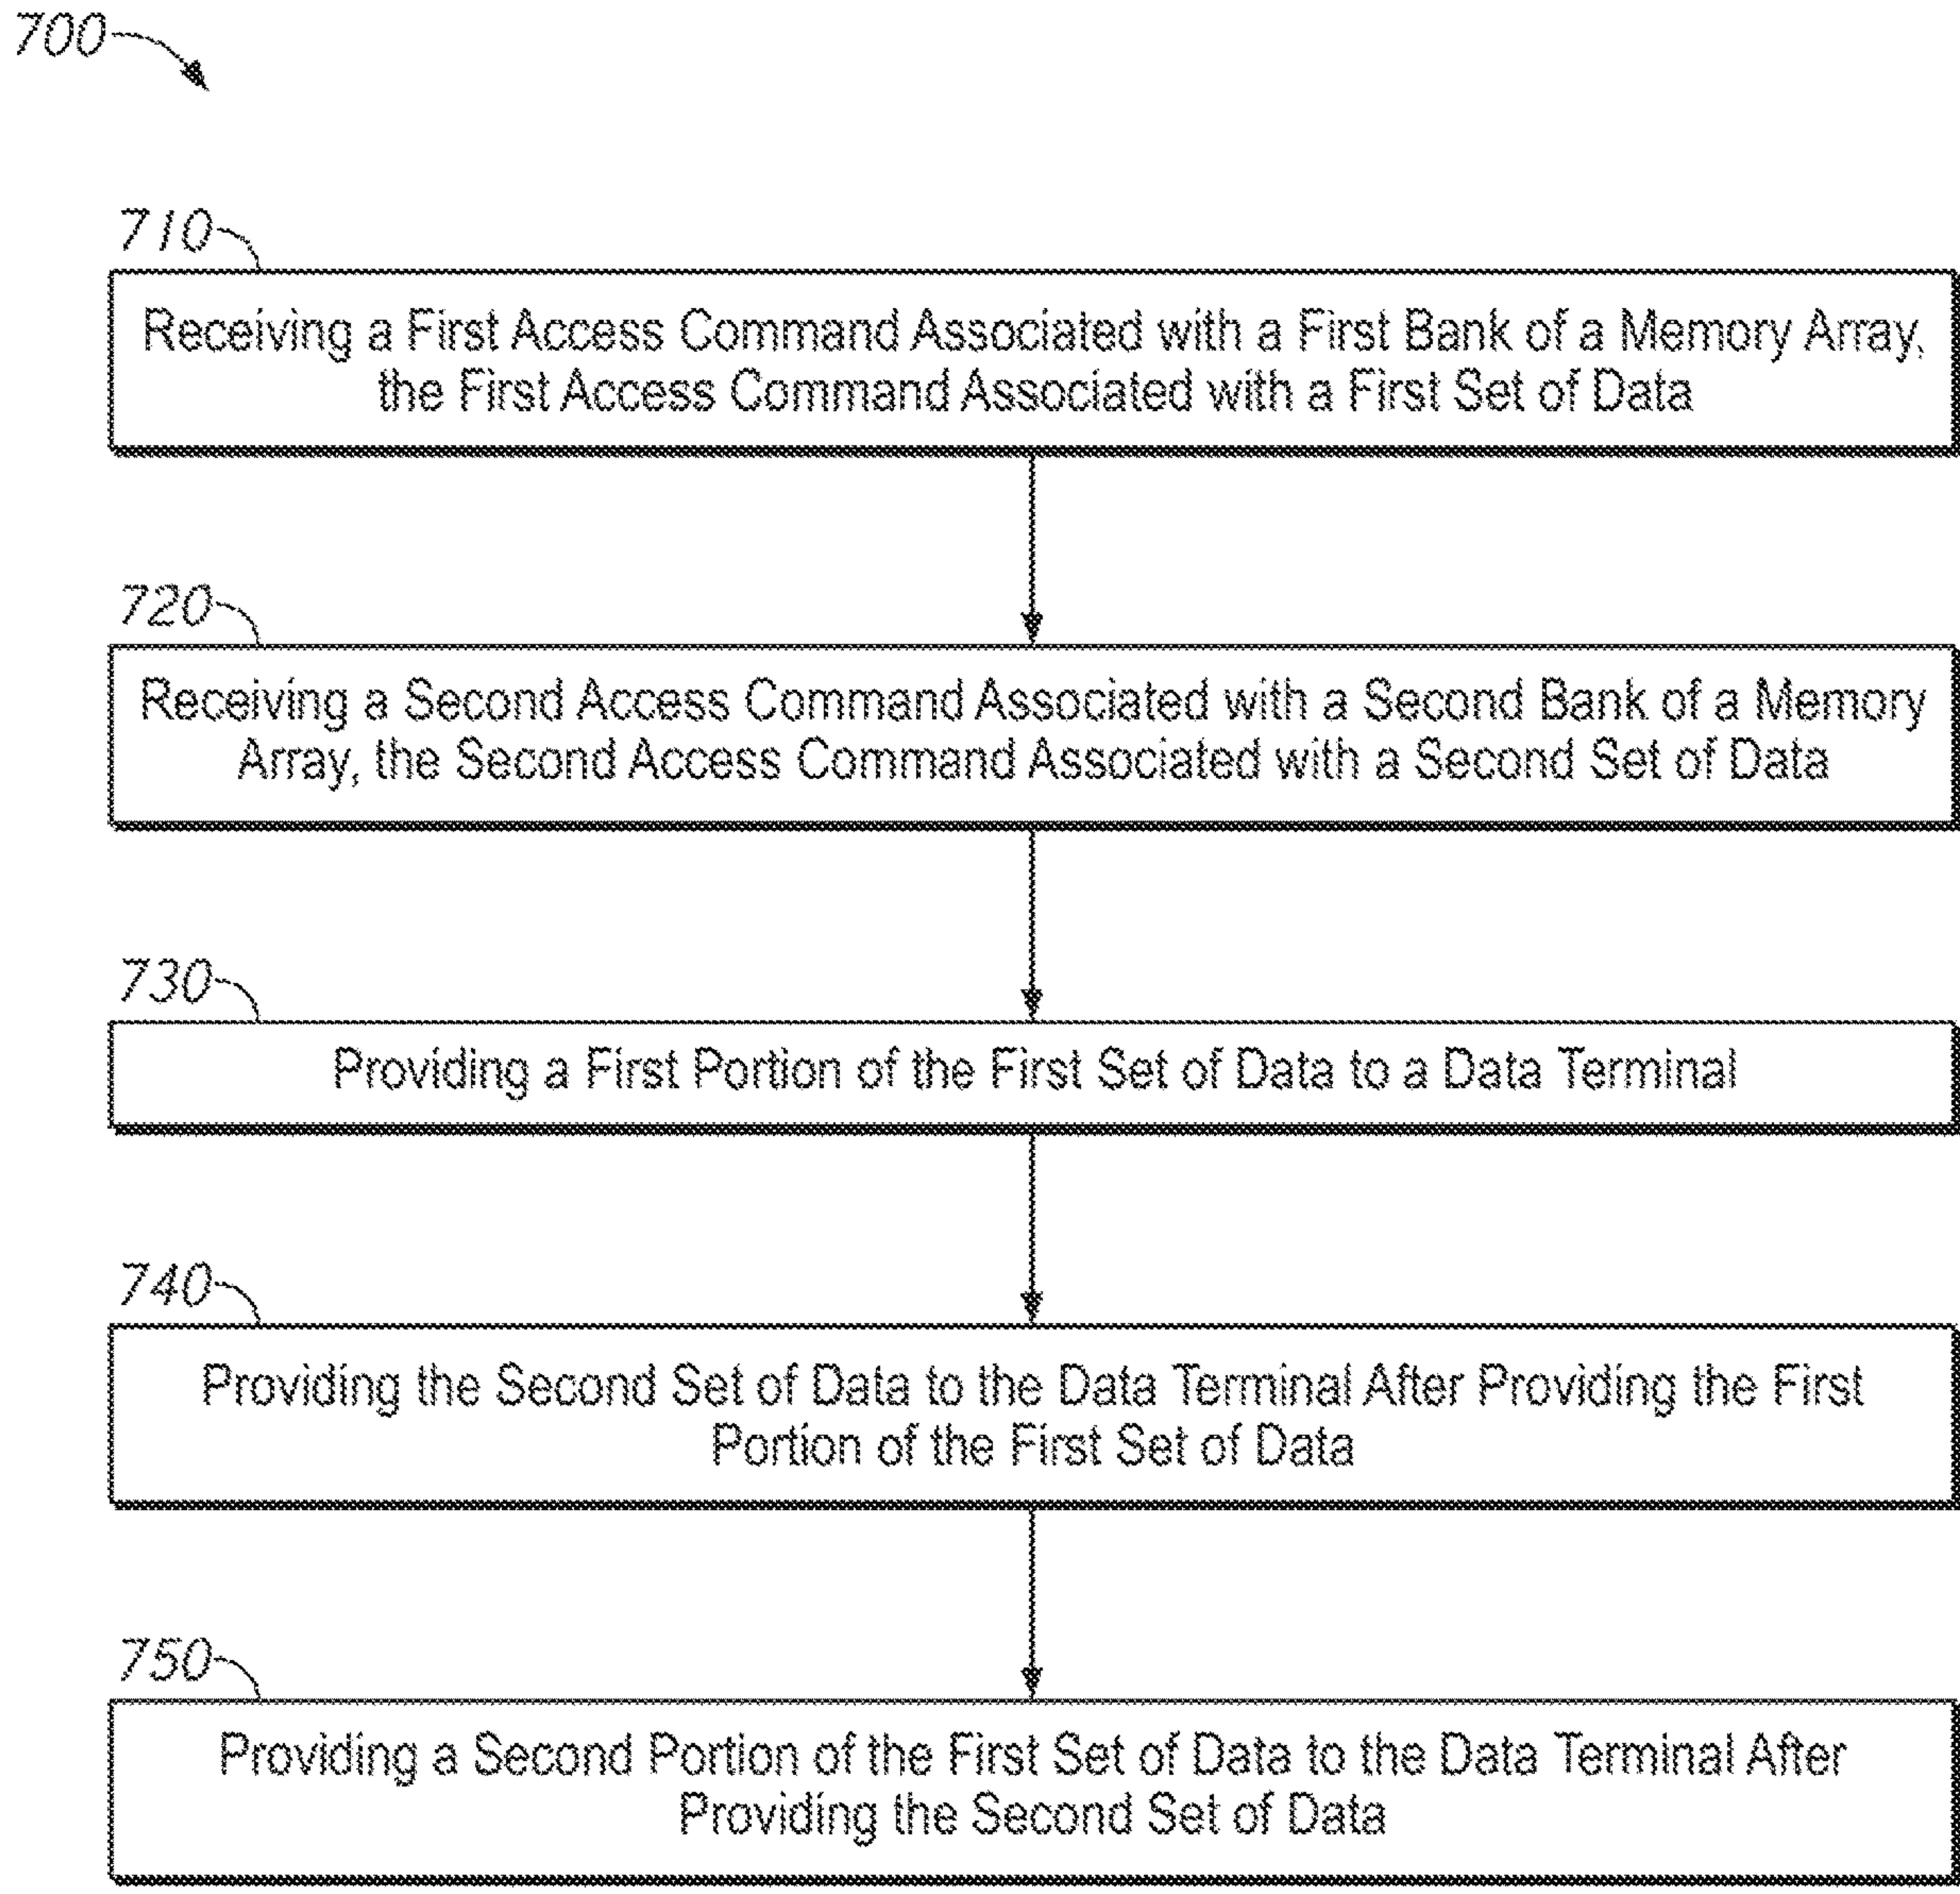 700
710
Receiving a First Access Command Associated with a First Bank of a Memory Array,
the First Access Command Associated with a First Set of Data
720
Receiving a Second Access Command Associated with a Second Bank of a Memory
Array, the Second Access Command Associated with a Second Set of Data
730
Providing a First Portion of the First Set of Data to a Data Terminal
740
Providing the Second Set of Data to the Data Terminal After Providing the First
Portion of the First Set of Data
750
Providing a Second Portion of the First Set of Data to the Data Terminal After
Providing the Second Set of Data